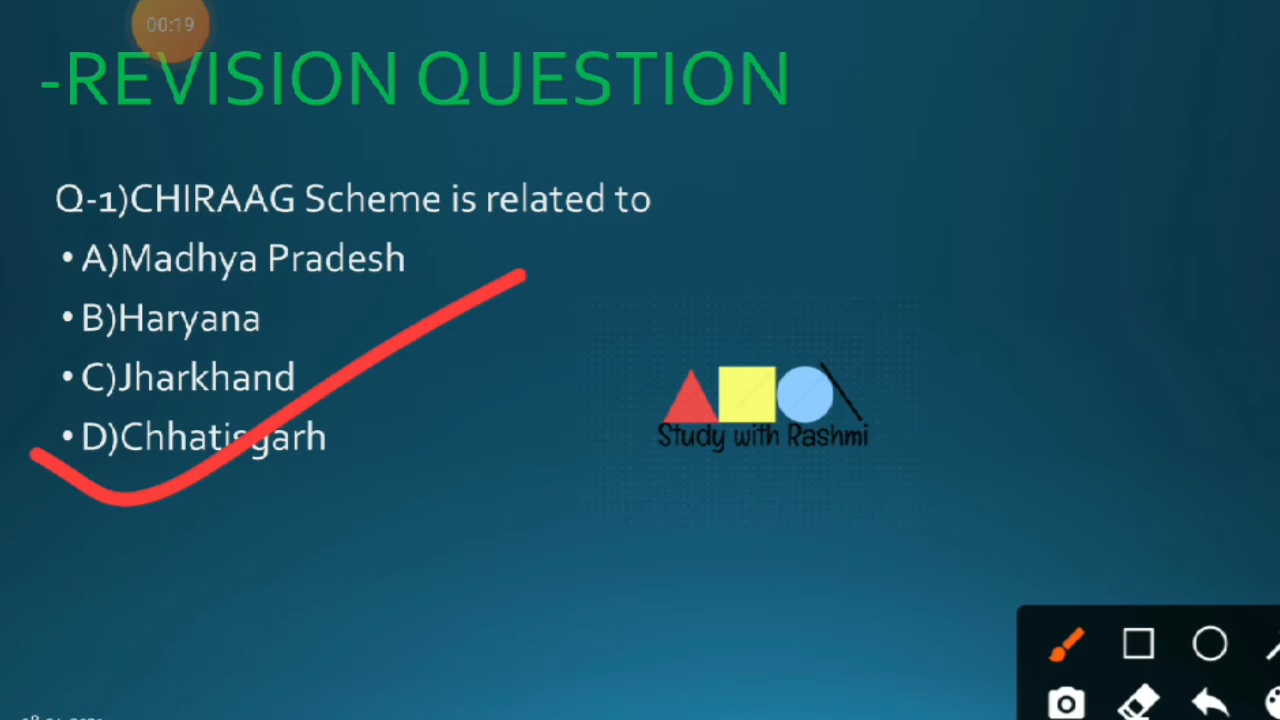 00:19
-REVISION QUESTION
Q-1)CHIRAAG Scheme is related to
• A)Madhya Pradesh
• B)Haryana
• C)Jharkhand
• D)Chhatisgarh
Study with Rashmi